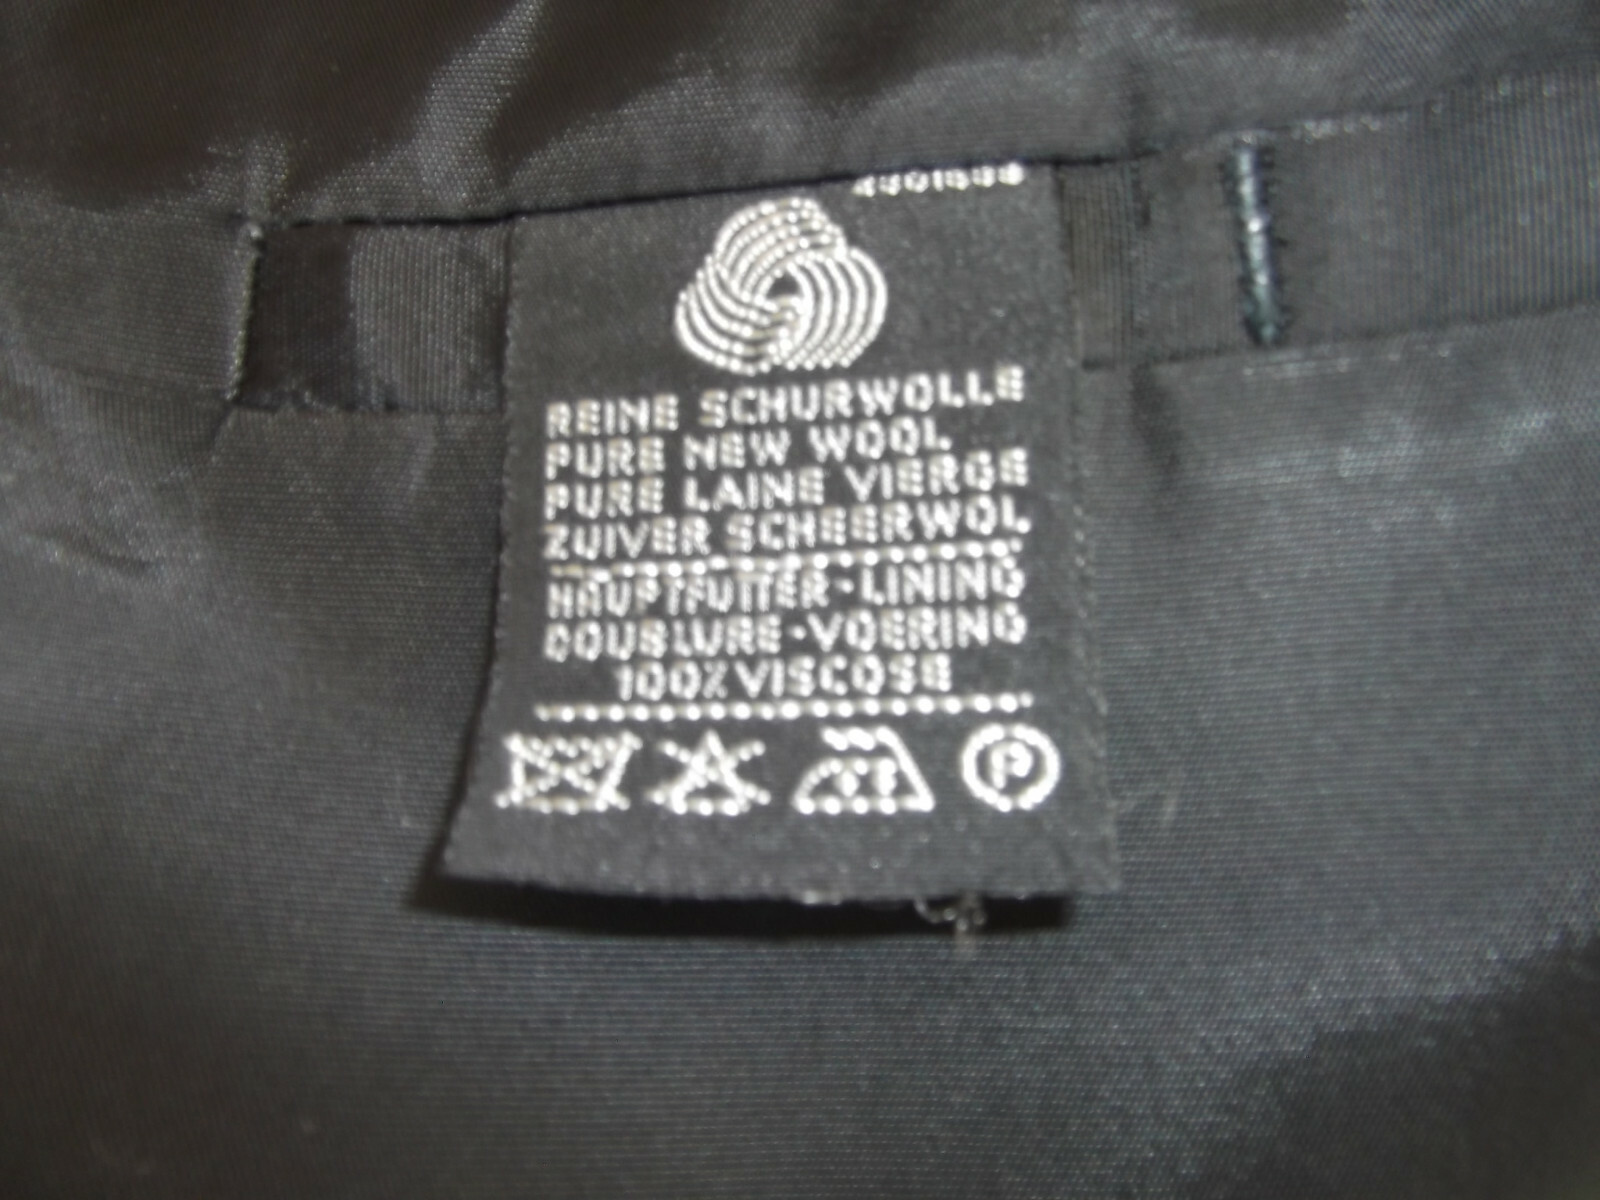 REINE SCHURWOLLE
PURE NEW WOOL
PURE LAINE VIERGE
ZUIVER SCHEERWOL
HAUPTFUTTER-LINING
DOUBLURE-VOERING
100% VISCOSE
P